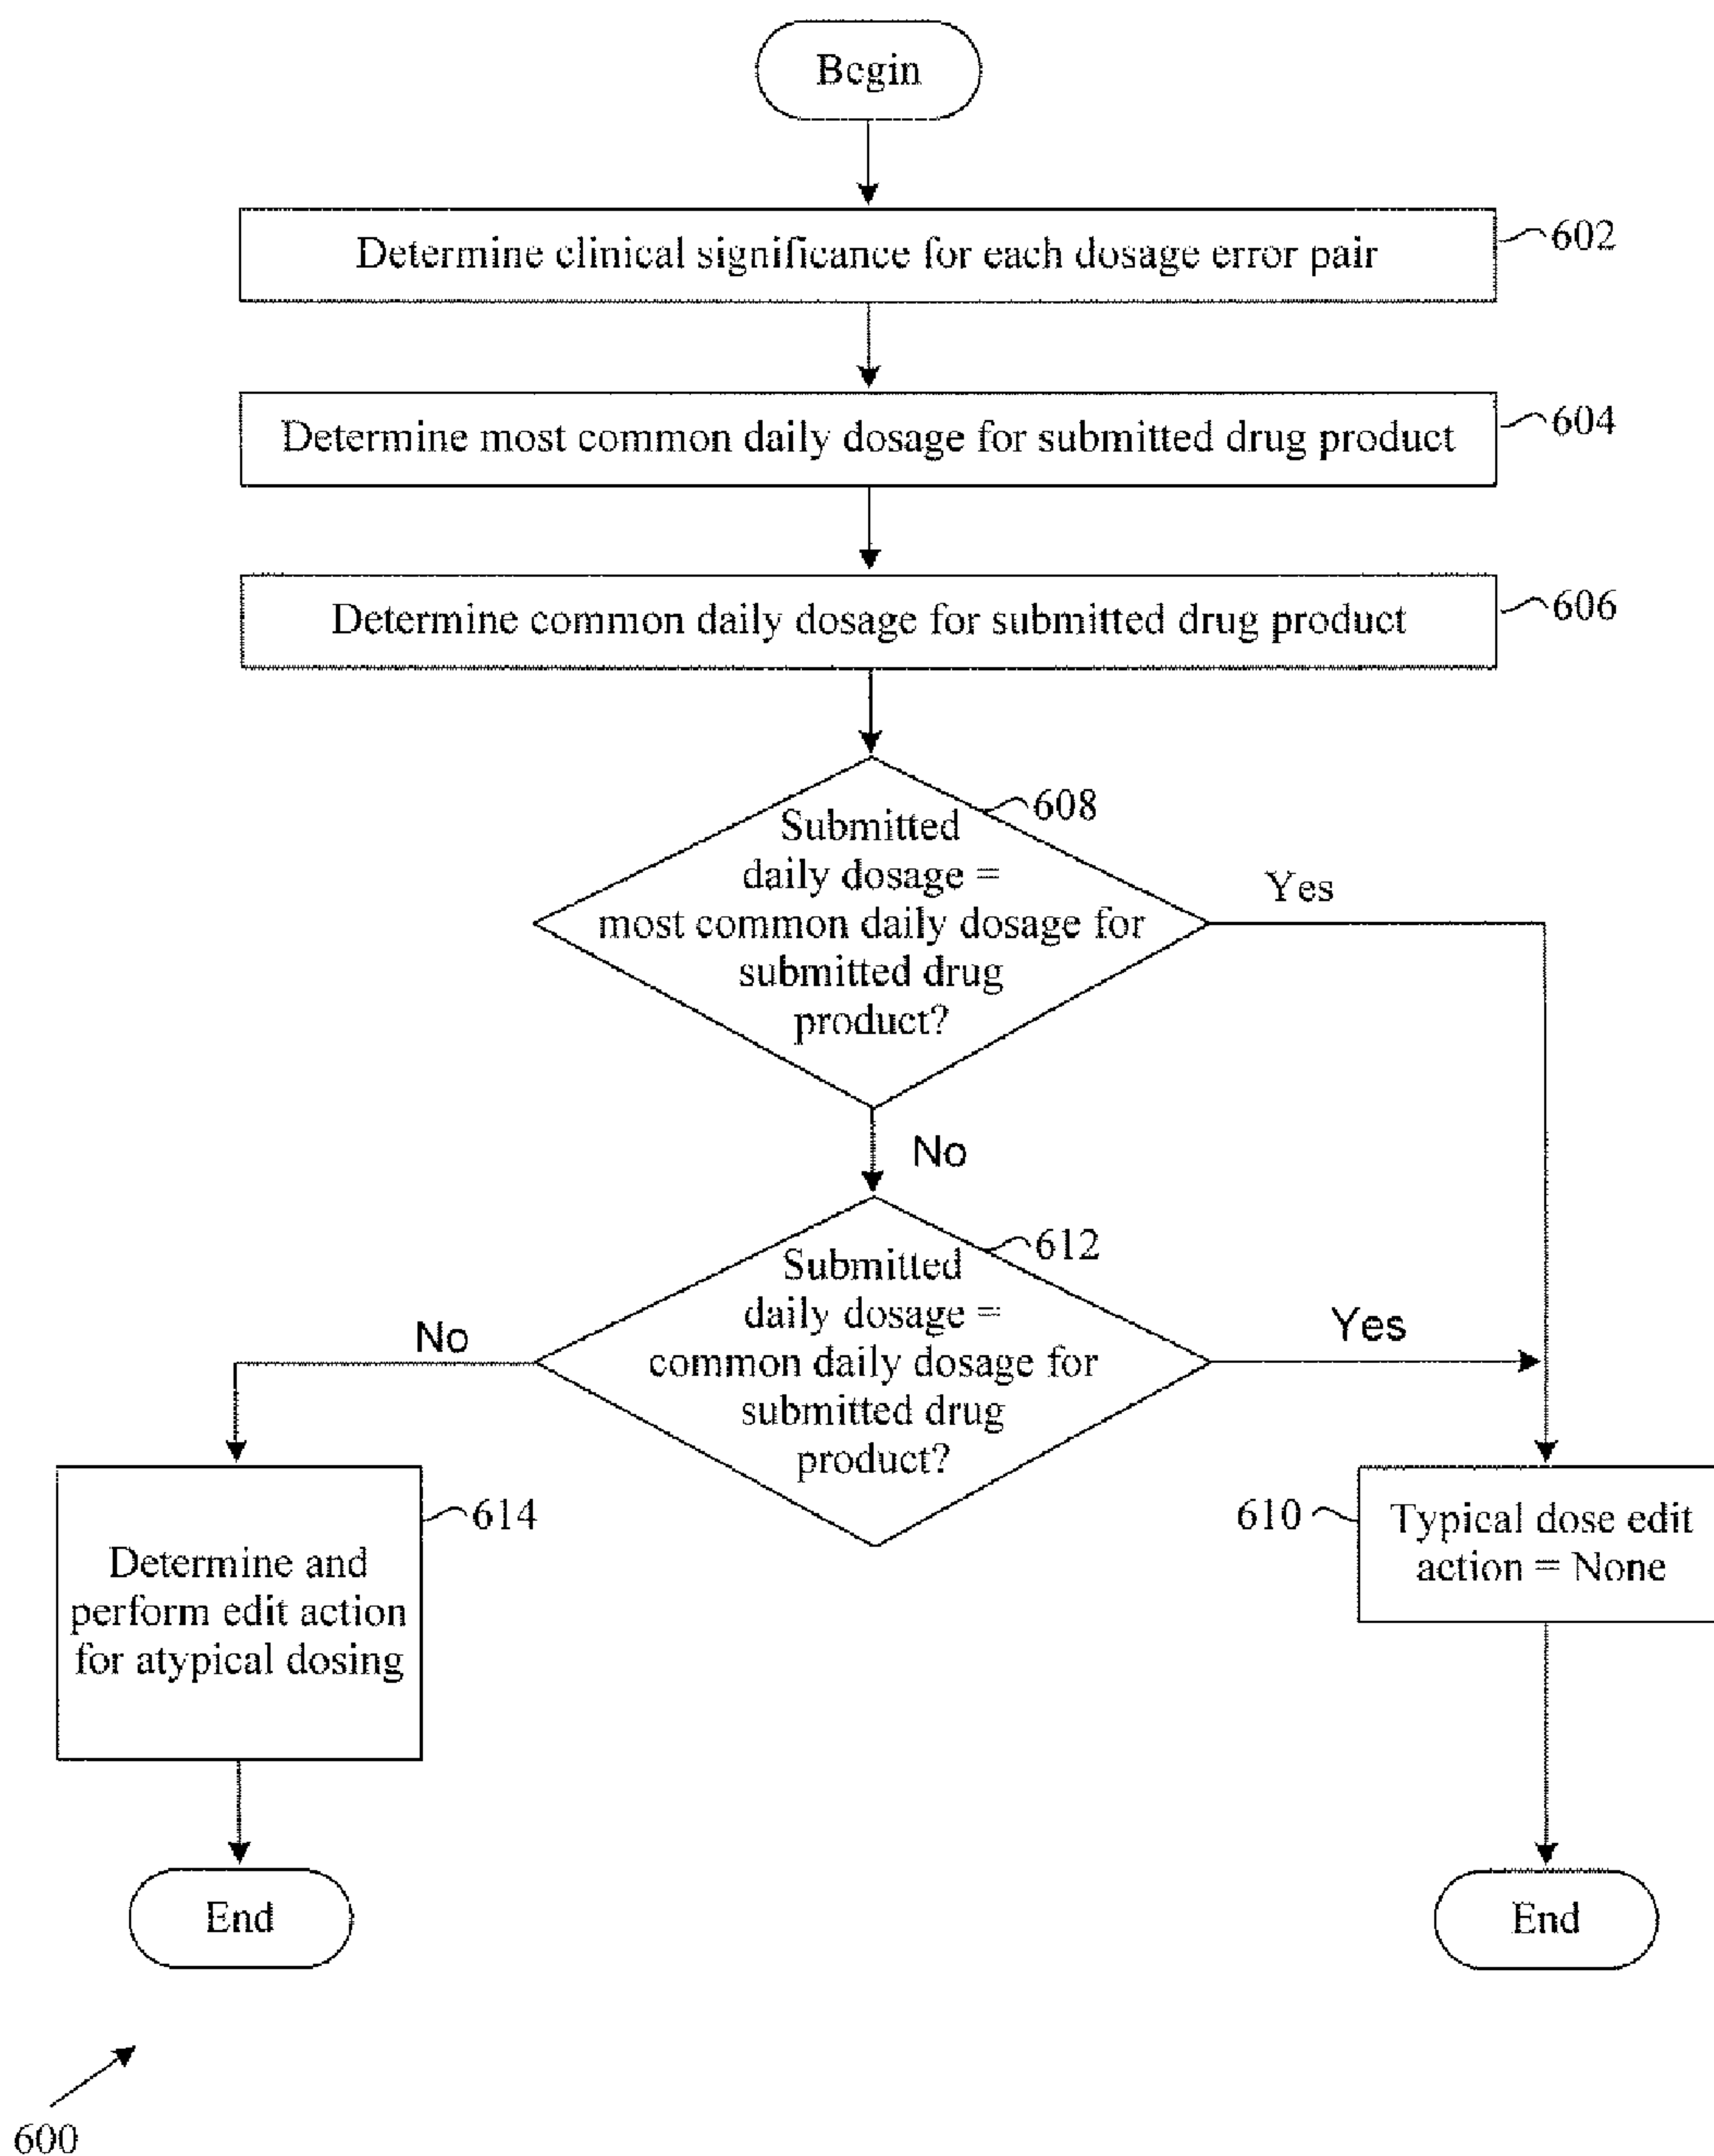 Begin
Determine clinical significance for each dosage error pair
602
Determine most common daily dosage for submitted drug product
604
Determine common daily dosage for submitted drug product
606
608
Submitted
daily dosage =
most common daily dosage for
submitted drug
product?
Yes
No
612
Submitted
daily dosage =
common daily dosage for
submitted drug
product?
No
Yes
614
Determine and
perform edit action
for atypical dosing
610
Typical dose edit
action = None
End
End
600